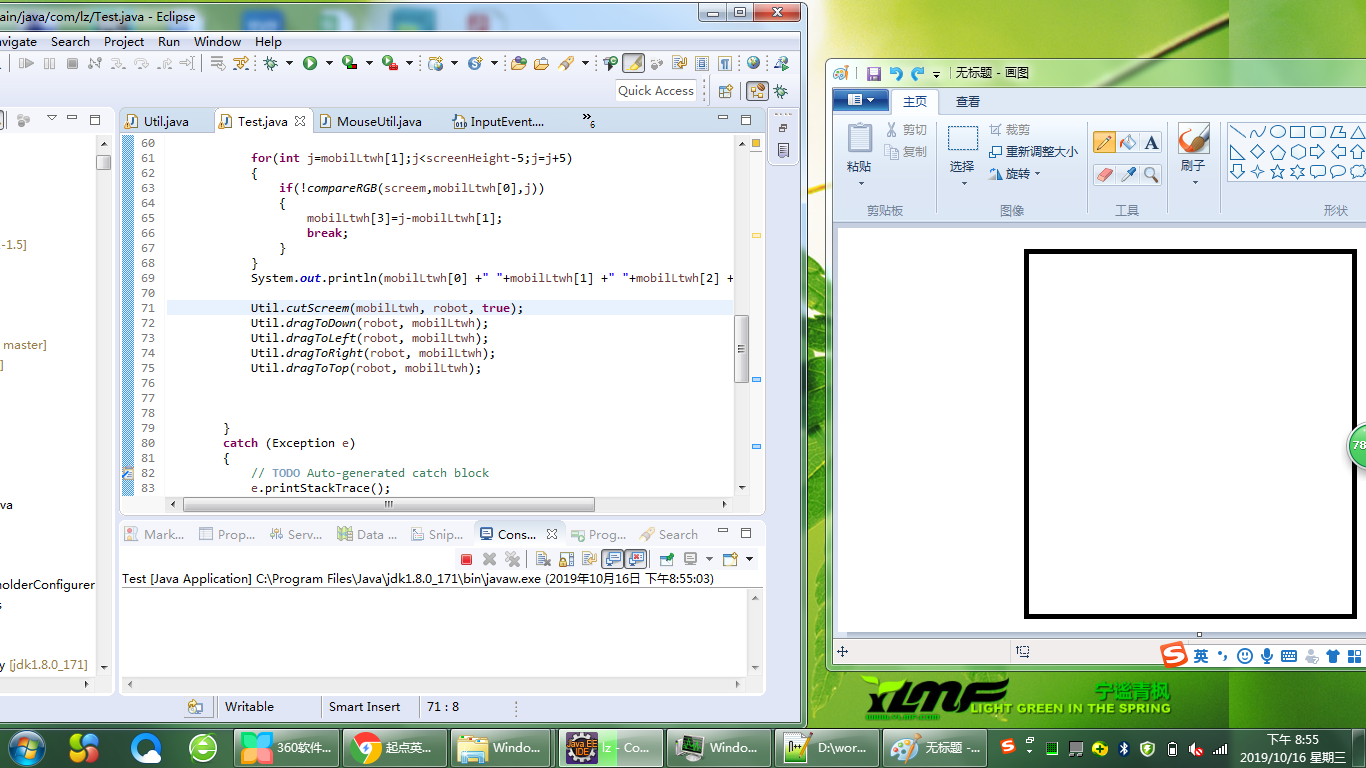 ain/java/com/lz/Test.java - Eclipse
avigate Search Project Run Window Help
Quick Access
Util.java Test.java MouseUtil.java InputEvent.... 6
60
61 for(int j=mobilLtwh[1];j<screenHeight-5;j=j+5)
62 {
63 if(!compareRGB(screen,mobilLtwh[0],j))
64 {
65 mobilLtwh[3]=j-mobilLtwh[1];
66 break;
67 }
68 }
69 System.out.println(mobilLtwh[0] +" "+mobilLtwh[1] +" "+mobilLtwh[2] +
70
71 Util.cutScreem(mobilLtwh, robot, true);
72 Util.dragToDown(robot, mobilLtwh);
73 Util.dragToLeft(robot, mobilLtwh);
74 Util.dragToRight(robot, mobilLtwh);
75 Util.dragToTop(robot, mobilLtwh);
76
77
78
79 }
80 catch (Exception e)
81 {
82 // TODO Auto-generated catch block
83 e.printStackTrace();
-1.5]
master]
]
va
olderConfigurer
s
y [jdk1.8.0_171]
Mark... Prop... Serv... Data ... Snip... Cons... Prog... Search
Test [Java Application] C:\Program Files\Java\jdk1.8.0_171\bin\javaw.exe (2019年10月16日 下午8:55:03)
Writable Smart Insert 71 : 8
无标题 - 画图
主页 查看
粘贴 剪切 复制
选择 裁剪 重新调整大小 旋转
A
刷子
剪贴板 图像 工具 形状
78
英
YLMF 宁谧青枫
www.YLMF.com LIGHT GREEN IN THE SPRING
360软件... 起点英... Windo... lz - Co... Windo... D:\wor... 无标题 -...
下午 8:55
2019/10/16 星期三